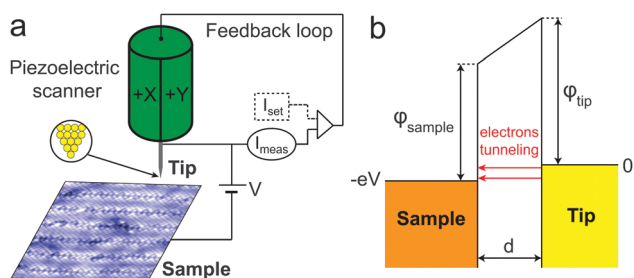 a
Feedback loop
Piezoelectric
scanner
+X
+Y
I_set
I_meas
Tip
V
Sample
b
φ_sample
φ_tip
electrons
tunneling
-eV
0
Sample
Tip
d